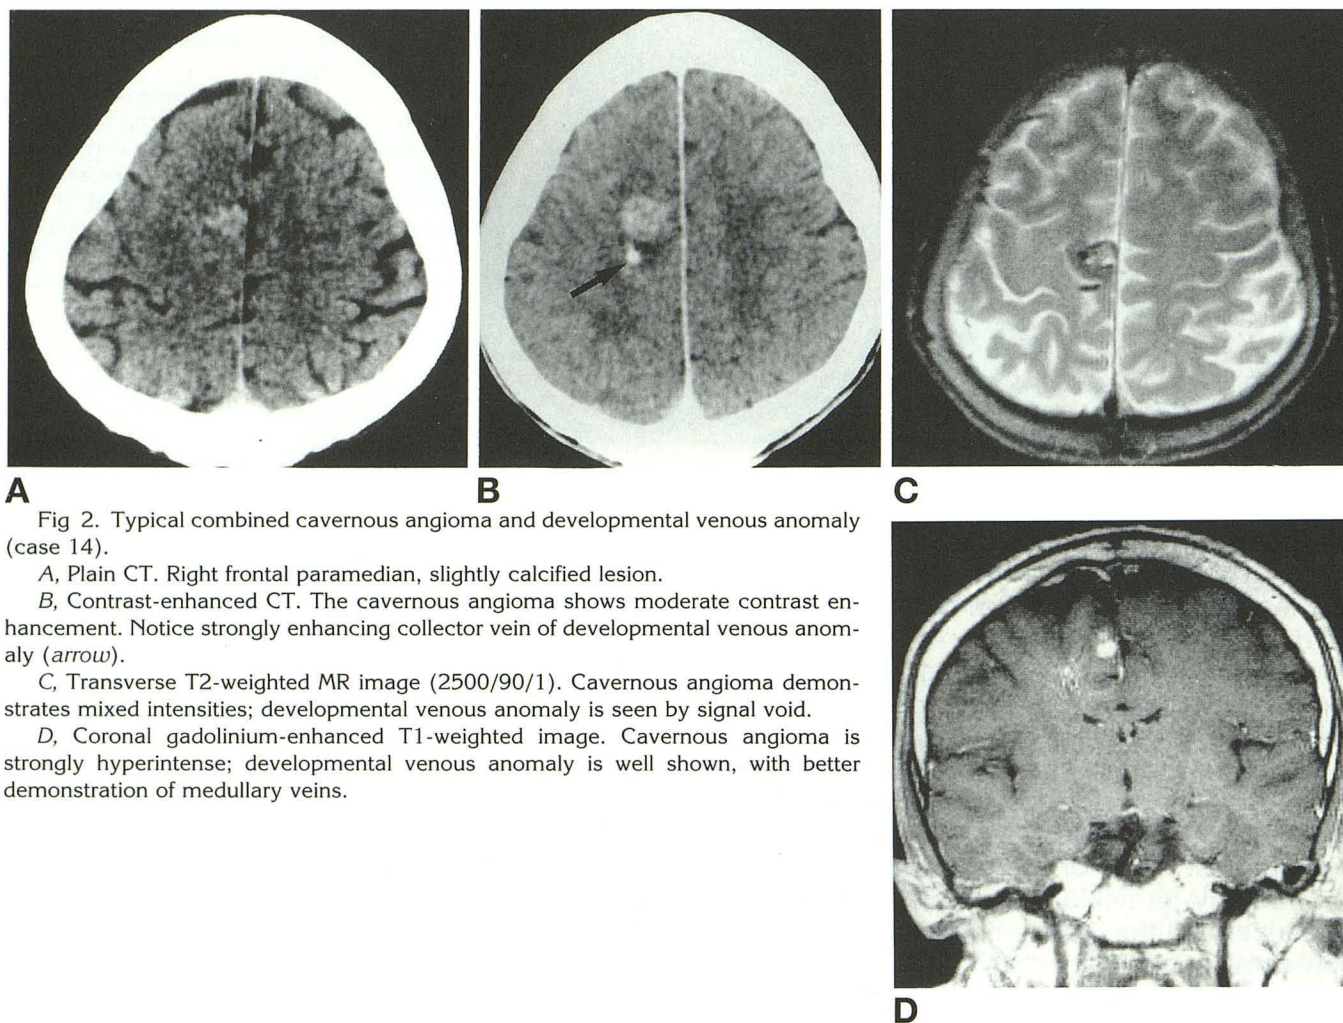 A
B
C
Fig 2. Typical combined cavernous angioma and developmental venous anomaly
(case 14).
A, Plain CT. Right frontal paramedian, slightly calcified lesion.
B, Contrast-enhanced CT. The cavernous angioma shows moderate contrast en-
hancement. Notice strongly enhancing collector vein of developmental venous anom-
aly (arrow).
C, Transverse T2-weighted MR image (2500/90/1). Cavernous angioma demon-
strates mixed intensities; developmental venous anomaly is seen by signal void.
D, Coronal gadolinium-enhanced T1-weighted image. Cavernous angioma is
strongly hyperintense; developmental venous anomaly is well shown, with better
demonstration of medullary veins.
D